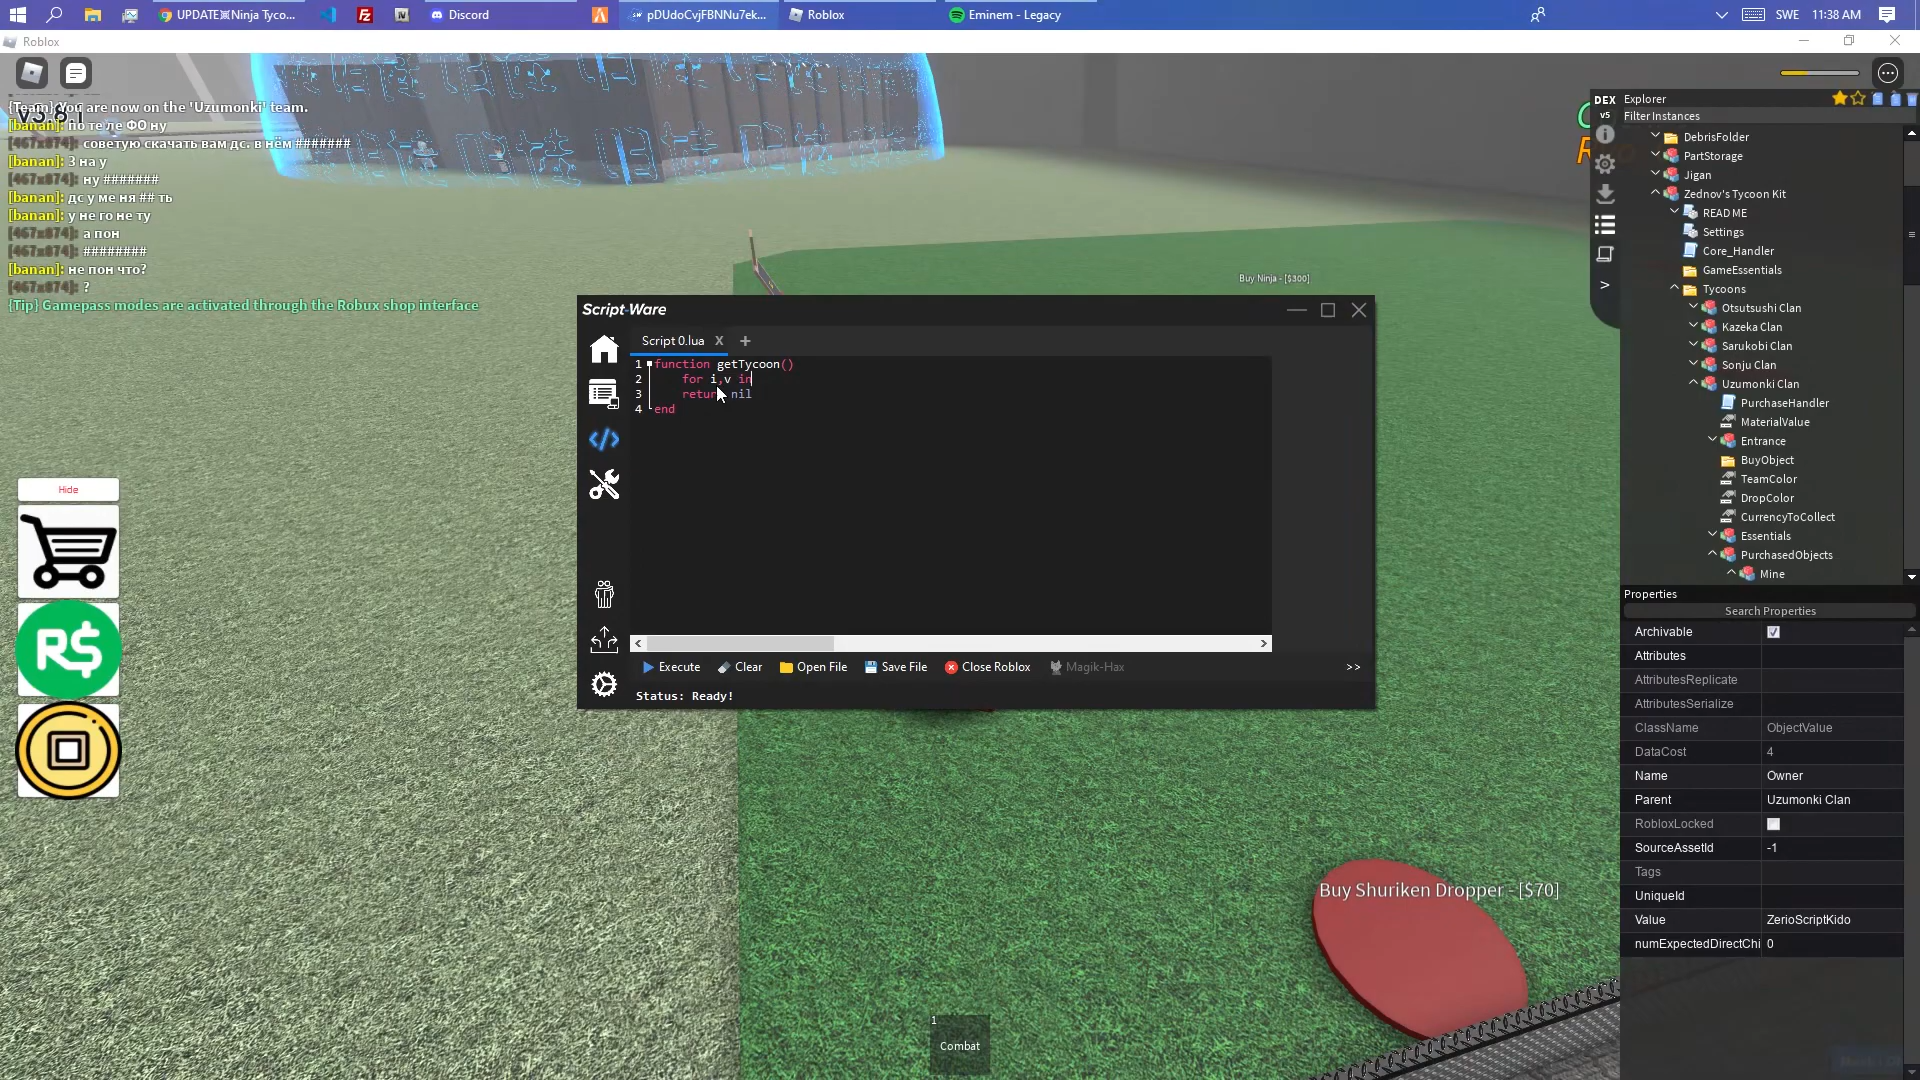 UPDATE
Ninja Tyco...
Discord
pDUdoCvjFBNNu7ek...
Roblox
Eminem - Legacy
SWE
11:38 AM
Roblox
{Team} You are now on the 'Uzumonki' team.
[banan]: по те ле ФО ну
[467x874]: советую скачать вам дс. в нём #######
[banan]: З на у
[467x874]: ну #######
[banan]: дс у ме ня ## ть
[banan]: у не го не ту
[467x874]: а пон
[467x874]: ########
[banan]: не пон что?
[467x874]: ?
{Tip} Gamepass modes are activated through the Robux shop interface
Hide
R$
Buy Ninja - [$300]
Script-Ware
Script 0.lua X +
1 function getTycoon()
2 for i,v in
3 return nil
4 end
Execute
Clear
Open File
Save File
Close Roblox
Magik-Hax
>>
Status: Ready!
Buy Shuriken Dropper - [$70]
1
Combat
DEX
v5
Explorer
Filter Instances
DebrisFolder
PartStorage
Jigan
Zednov's Tycoon Kit
READ ME
Settings
Core_Handler
GameEssentials
Tycoons
Otsutsushi Clan
Kazeka Clan
Sarukobi Clan
Sonju Clan
Uzumonki Clan
PurchaseHandler
MaterialValue
Entrance
BuyObject
TeamColor
DropColor
CurrencyToCollect
Essentials
PurchasedObjects
Mine
Properties
Search Properties
Archivable
Attributes
AttributesReplicate
AttributesSerialize
ClassName ObjectValue
DataCost 4
Name Owner
Parent Uzumonki Clan
RobloxLocked
SourceAssetId -1
Tags
UniqueId
Value ZerioScriptKido
numExpectedDirectChi 0